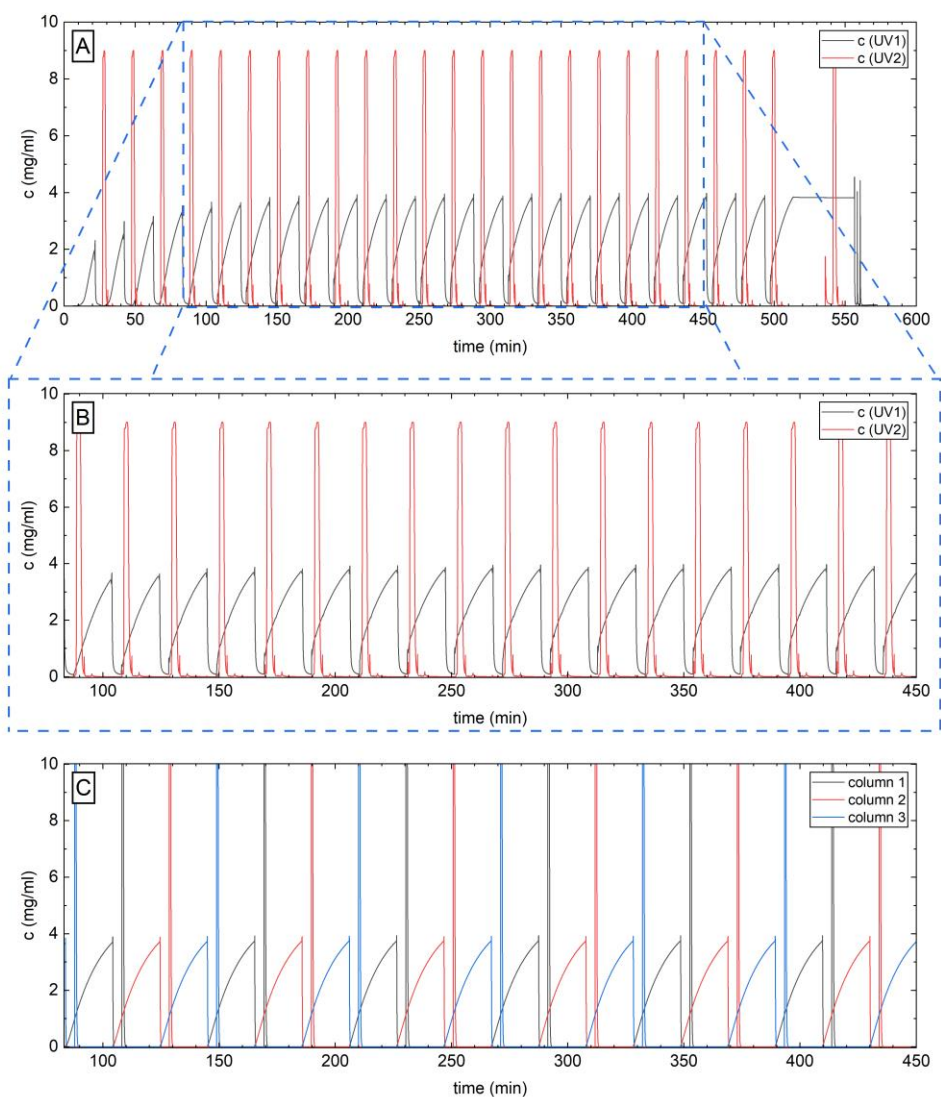 A
c (UV1)
c (UV2)
10
8
6
4
2
0
c (mg/ml)
0 50 100 150 200 250 300 350 400 450 500 550 600
time (min)
B
c (UV1)
c (UV2)
10
8
6
4
2
0
c (mg/ml)
100 150 200 250 300 350 400 450
time (min)
C
column 1
column 2
column 3
10
8
6
4
2
0
c (mg/ml)
100 150 200 250 300 350 400 450
time (min)